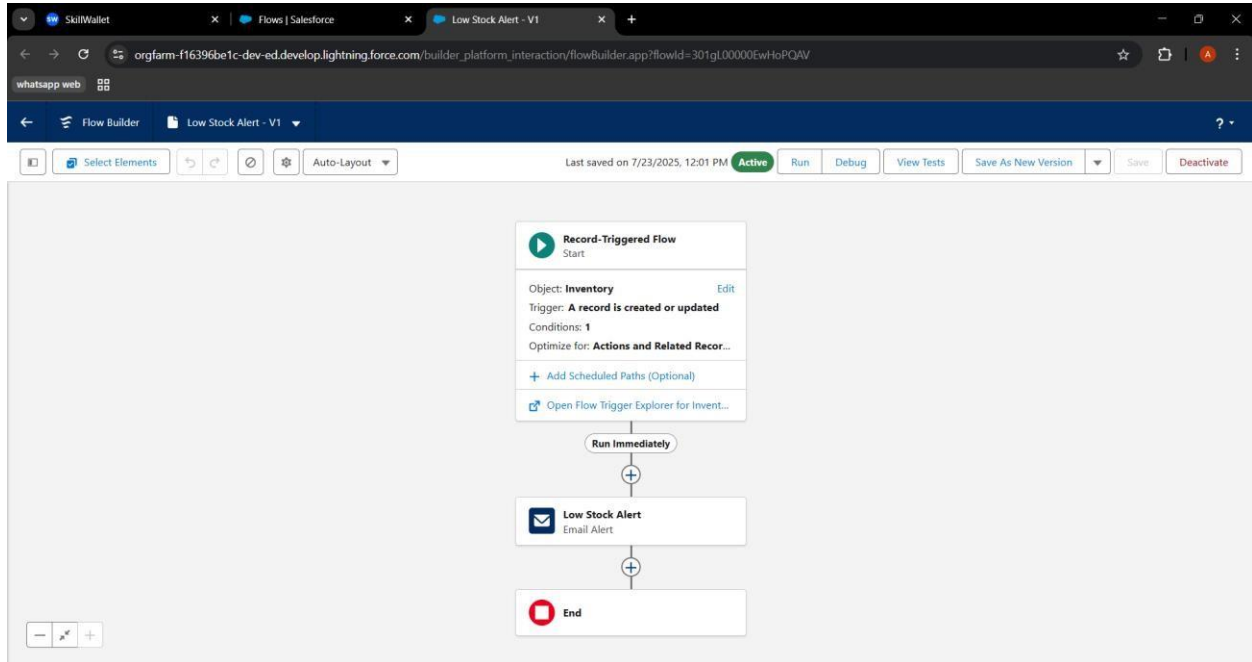 SW SkillWallet
Flows | Salesforce
Low Stock Alert - V1
orgfarm-f16396be1c-dev-ed.develop.lightning.force.com/builder_platform_interaction/flowBuilder.app?flowId=301gL00000EwHoPQAV
A
whatsapp web
Flow Builder
Low Stock Alert - V1
?
Select Elements
Auto-Layout
Last saved on 7/23/2025, 12:01 PM
Active
Run
Debug
View Tests
Save As New Version
Save
Deactivate
Record-Triggered Flow
Start
Object: Inventory
Edit
Trigger: A record is created or updated
Conditions: 1
Optimize for: Actions and Related Recor...
+ Add Scheduled Paths (Optional)
Open Flow Trigger Explorer for Invent...
Run Immediately
Low Stock Alert
Email Alert
End